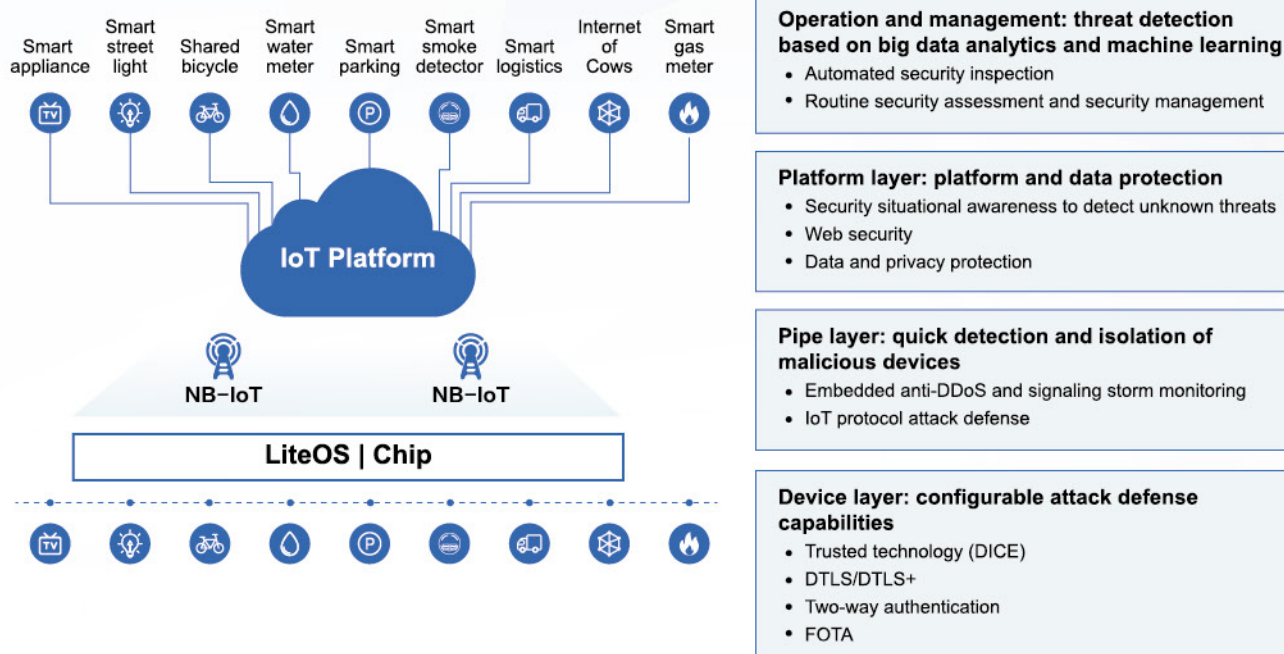 Smart
appliance
Smart
street
light
Shared
bicycle
Smart
water
meter
Smart
parking
Smart
smoke
detector
Smart
logistics
Internet
of
Cows
Smart
gas
meter
TV
P
IoT Platform
NB-IoT
NB-IoT
LiteOS | Chip
TV
P
Operation and management: threat detection
based on big data analytics and machine learning
• Automated security inspection
• Routine security assessment and security management
Platform layer: platform and data protection
• Security situational awareness to detect unknown threats
• Web security
• Data and privacy protection
Pipe layer: quick detection and isolation of
malicious devices
• Embedded anti-DDoS and signaling storm monitoring
• IoT protocol attack defense
Device layer: configurable attack defense
capabilities
• Trusted technology (DICE)
• DTLS/DTLS+
• Two-way authentication
• FOTA